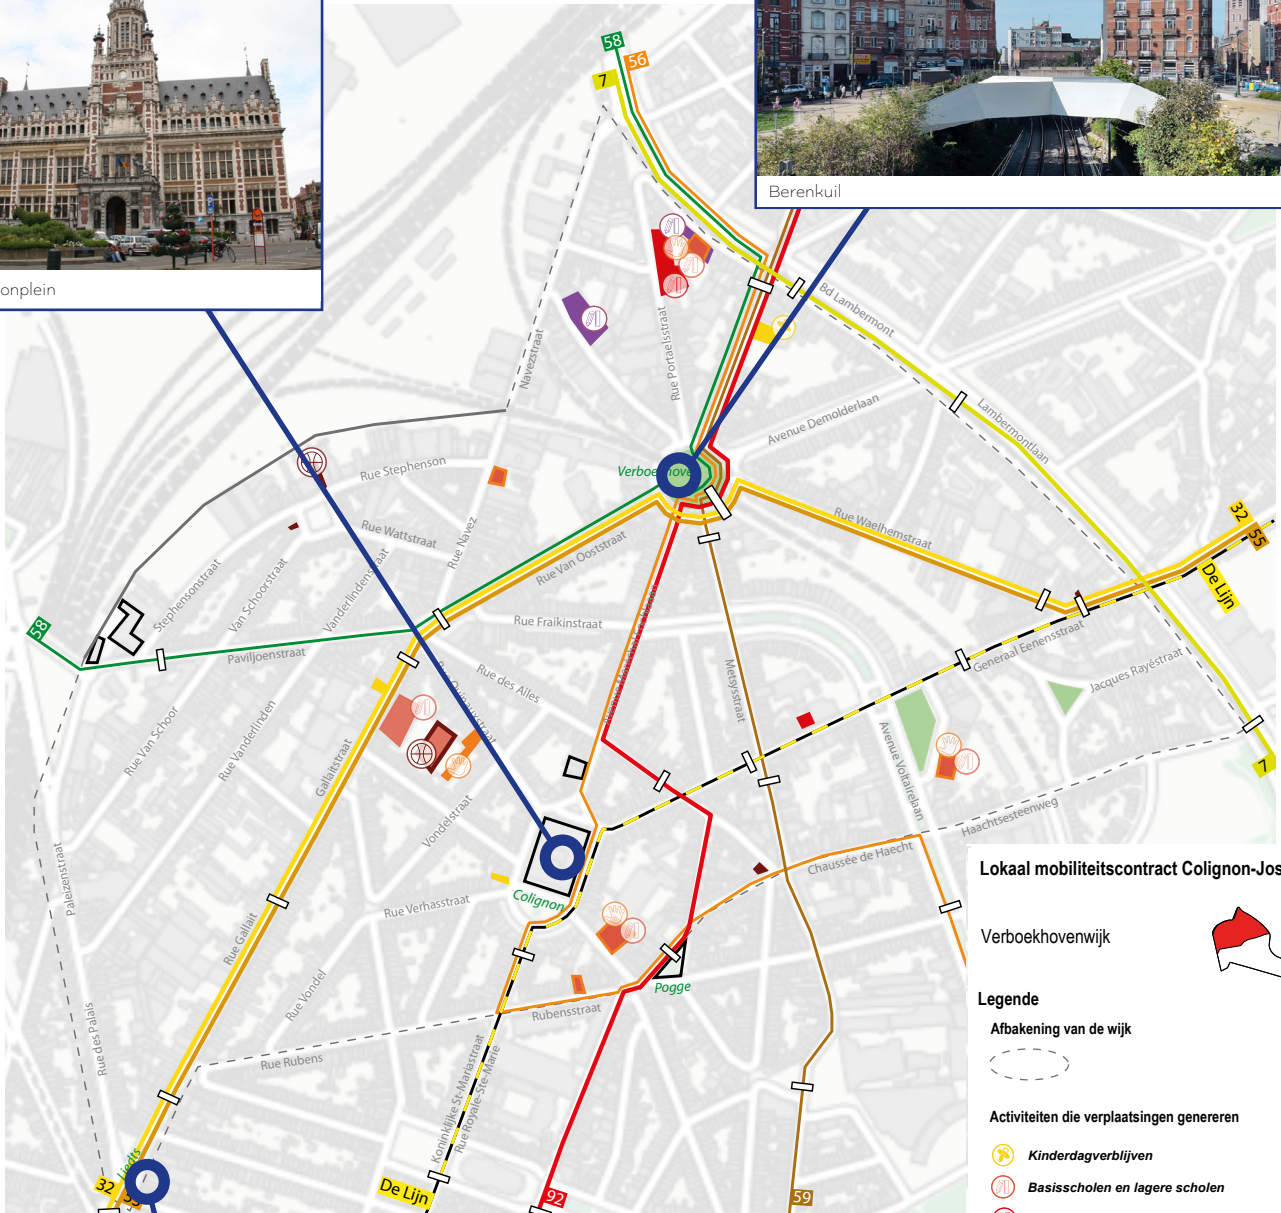 onplein
Berenkuil
58
56
7
Bd Lambermont
Lambermontlaan
Navezstraat
Rue Portaelsstraat
Avenue Demolderlaan
Rue Stephenson
Rue Wattstraat
Rue Navez
Rue Van Ooststraat
Rue Waelhemstraat
32
55
De Lijn
Stephensonstraat
Van Schoorstraat
Vanderlindenstraat
58
Paviljoenstraat
Rue Fraikinstraat
Rue des Ailes
Metsysstraat
Generaal Eenensstraat
Jacques Rayéstraat
Rue Van Schoor
Rue Vanderlinden
Gallaitstraat
Avenue Voltairelaan
7
Vondelstraat
Haachtsesteenweg
Chaussée de Haecht
Paleizenstraat
Rue Verhasstraat
Colignon
Rue Gallait
Rue Vondel
Pogge
Rubensstraat
Rue des Palais
Rue Rubens
Koninklijke St-Mariastraat
Rue Royale-Ste-Marie
Liedts
32
De Lijn
92
59
Lokaal mobiliteitscontract Colignon-Jos
Verboekhovenwijk
Legende
Afbakening van de wijk
Activiteiten die verplaatsingen genereren
Kinderdagverblijven
Basisscholen en lagere scholen